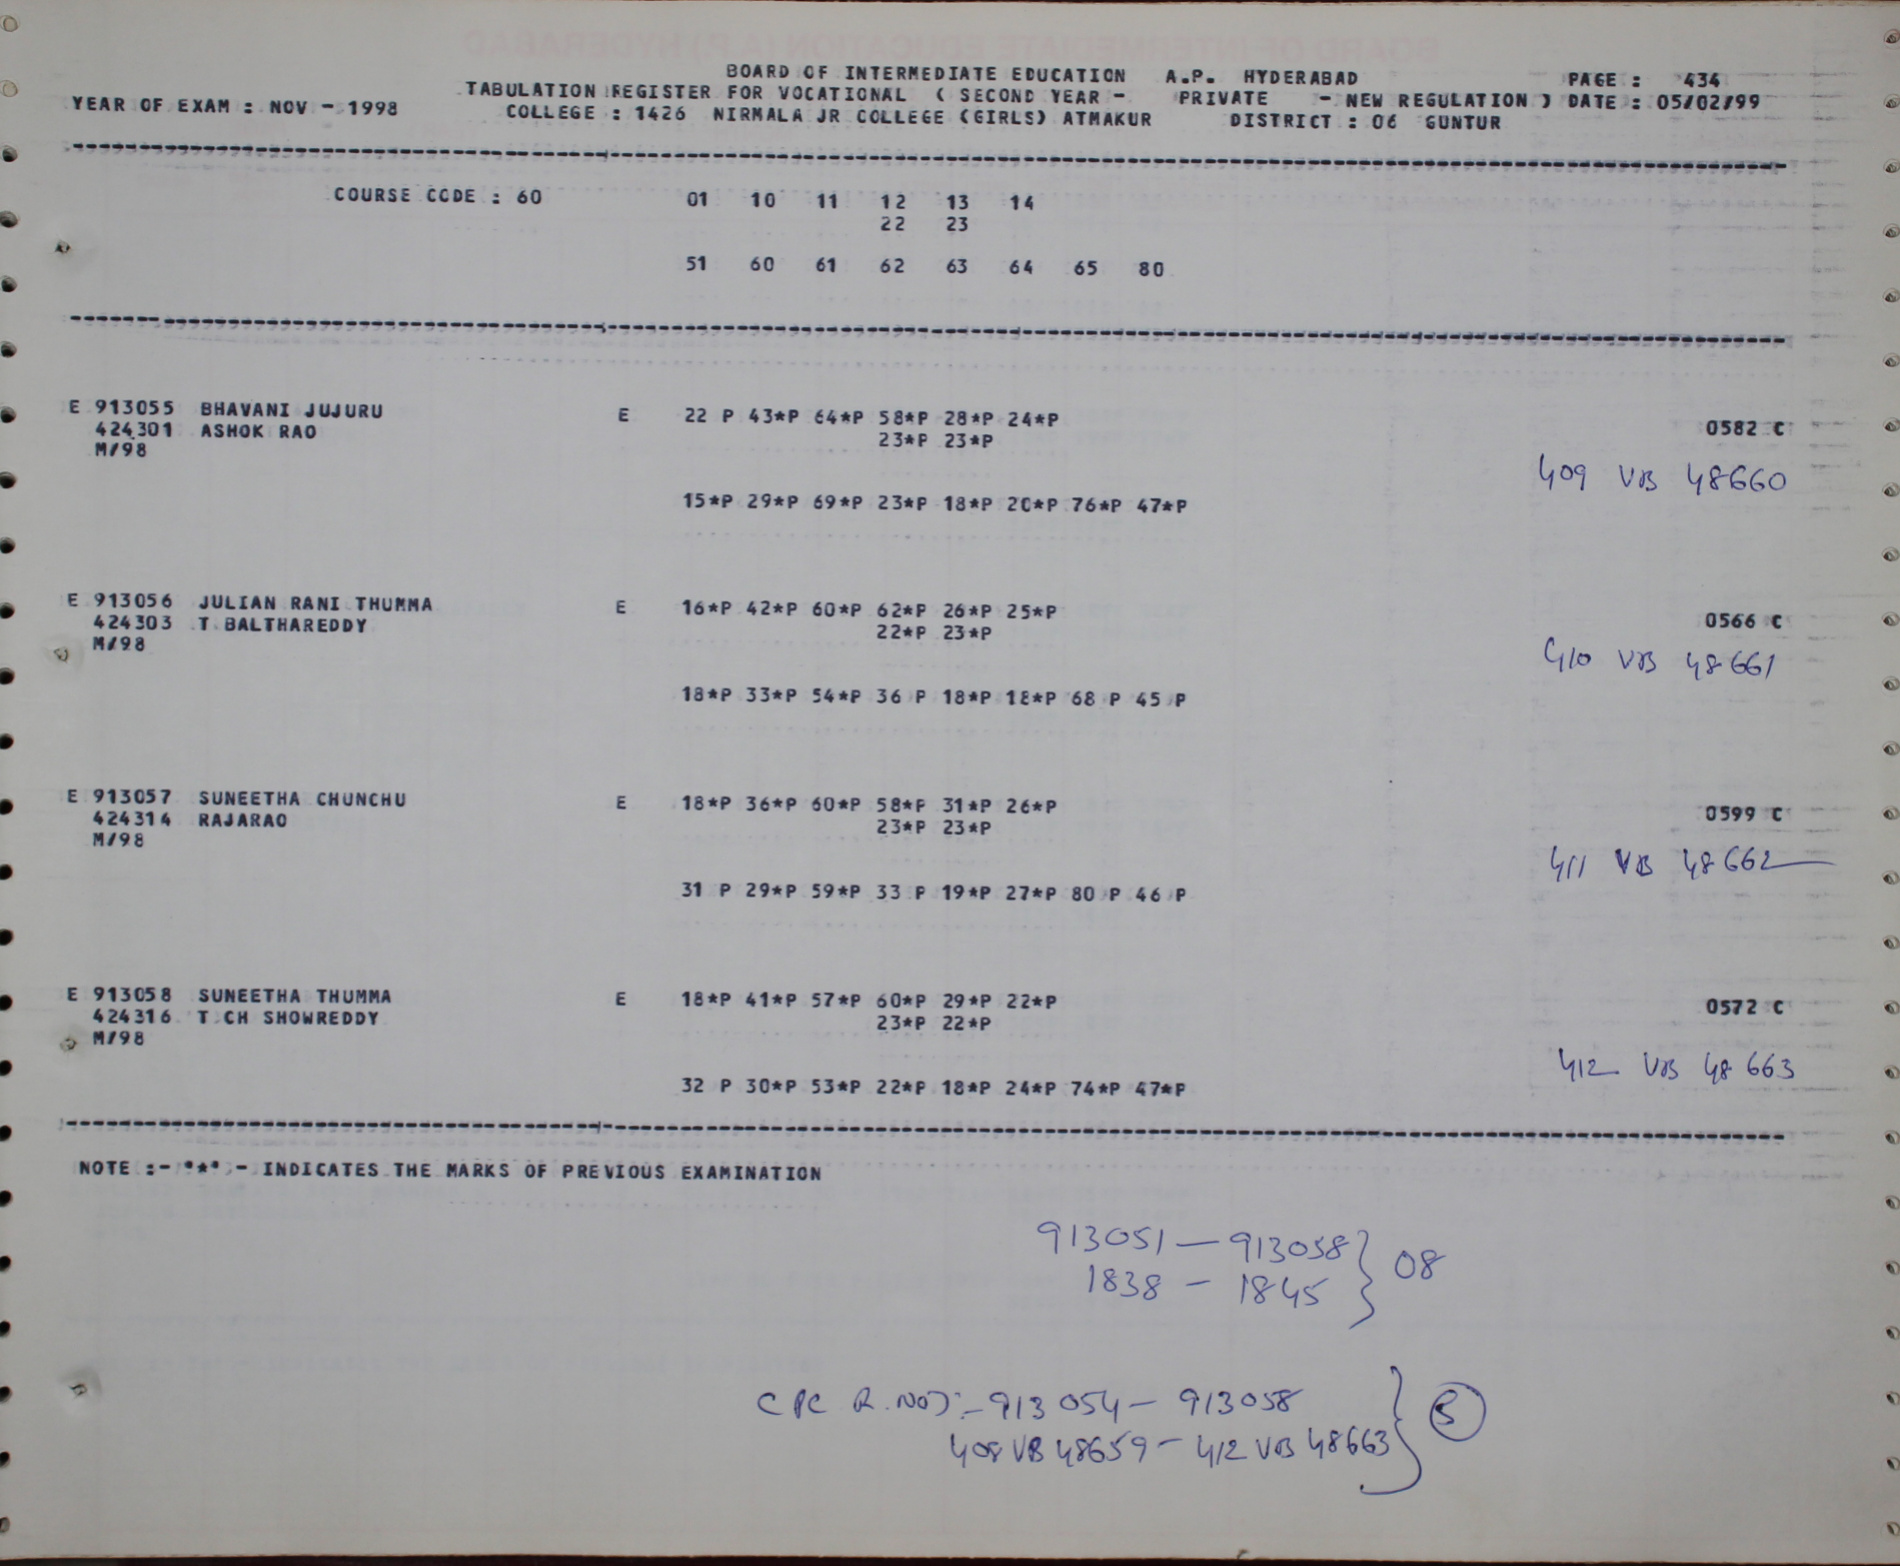 BOARD OF INTERMEDIATE EDUCATION A.P. HYDERABAD PAGE : 434
YEAR OF EXAM : NOV - 1998 TABULATION REGISTER FOR VOCATIONAL ( SECOND YEAR - PRIVATE - NEW REGULATION ) DATE : 05/02/99
COLLEGE : 1426 NIRMALA JR COLLEGE (GIRLS) ATMAKUR DISTRICT : 06 GUNTUR
COURSE CODE : 60 01 10 11 12 13 14
22 23
51 60 61 62 63 64 65 80
E 913055 BHAVANI JUJURU E 22 P 43*P 64*P 58*P 28*P 24*P
424301 ASHOK RAO 23*P 23*P 0582 C
M/98
409 VB 48660
15*P 29*P 69*P 23*P 18*P 20*P 76*P 47*P
E 913056 JULIAN RANI THUMMA E 16*P 42*P 60*P 62*P 26*P 25*P
424303 T BALTHAREDDY 22*P 23*P 0566 C
M/98
410 VB 48661
18*P 33*P 54*P 36 P 18*P 18*P 68 P 45 P
E 913057 SUNEETHA CHUNCHU E 18*P 36*P 60*P 58*P 31*P 26*P
424314 RAJARAO 23*P 23*P 0599 C
M/98
411 VB 48662
31 P 29*P 59*P 33 P 19*P 27*P 80 P 46 P
E 913058 SUNEETHA THUMMA E 18*P 41*P 57*P 60*P 29*P 22*P
424316 T CH SHOWREDDY 23*P 22*P 0572 C
M/98
412 VB 48663
32 P 30*P 53*P 22*P 18*P 24*P 74*P 47*P
NOTE :- "*" - INDICATES THE MARKS OF PREVIOUS EXAMINATION
913051 - 913058 } 08
1838 - 1845
CPC R.NOS:- 913054 - 913058 } 5
408 VB 48659 - 412 VB 48663